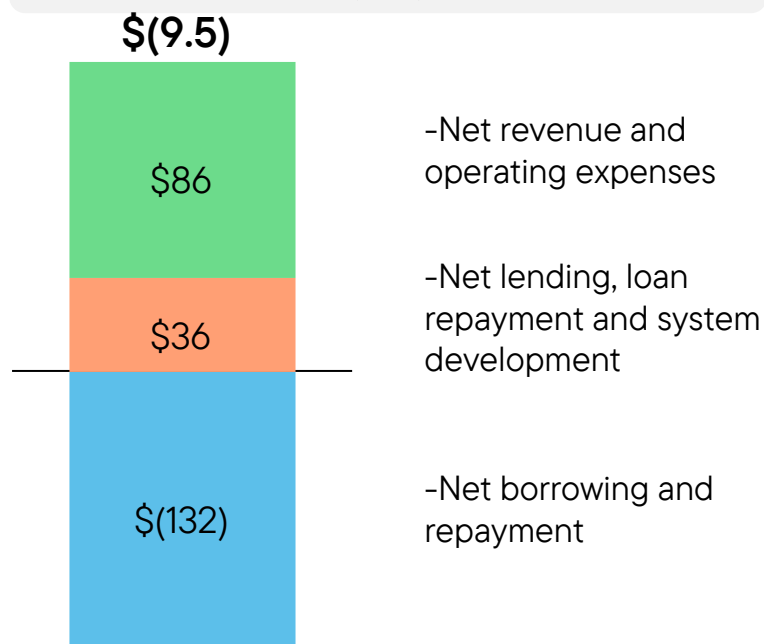 $(9.5)
$86
-Net revenue and
operating expenses
$36
-Net lending, loan
repayment and system
development
$(132)
-Net borrowing and
repayment